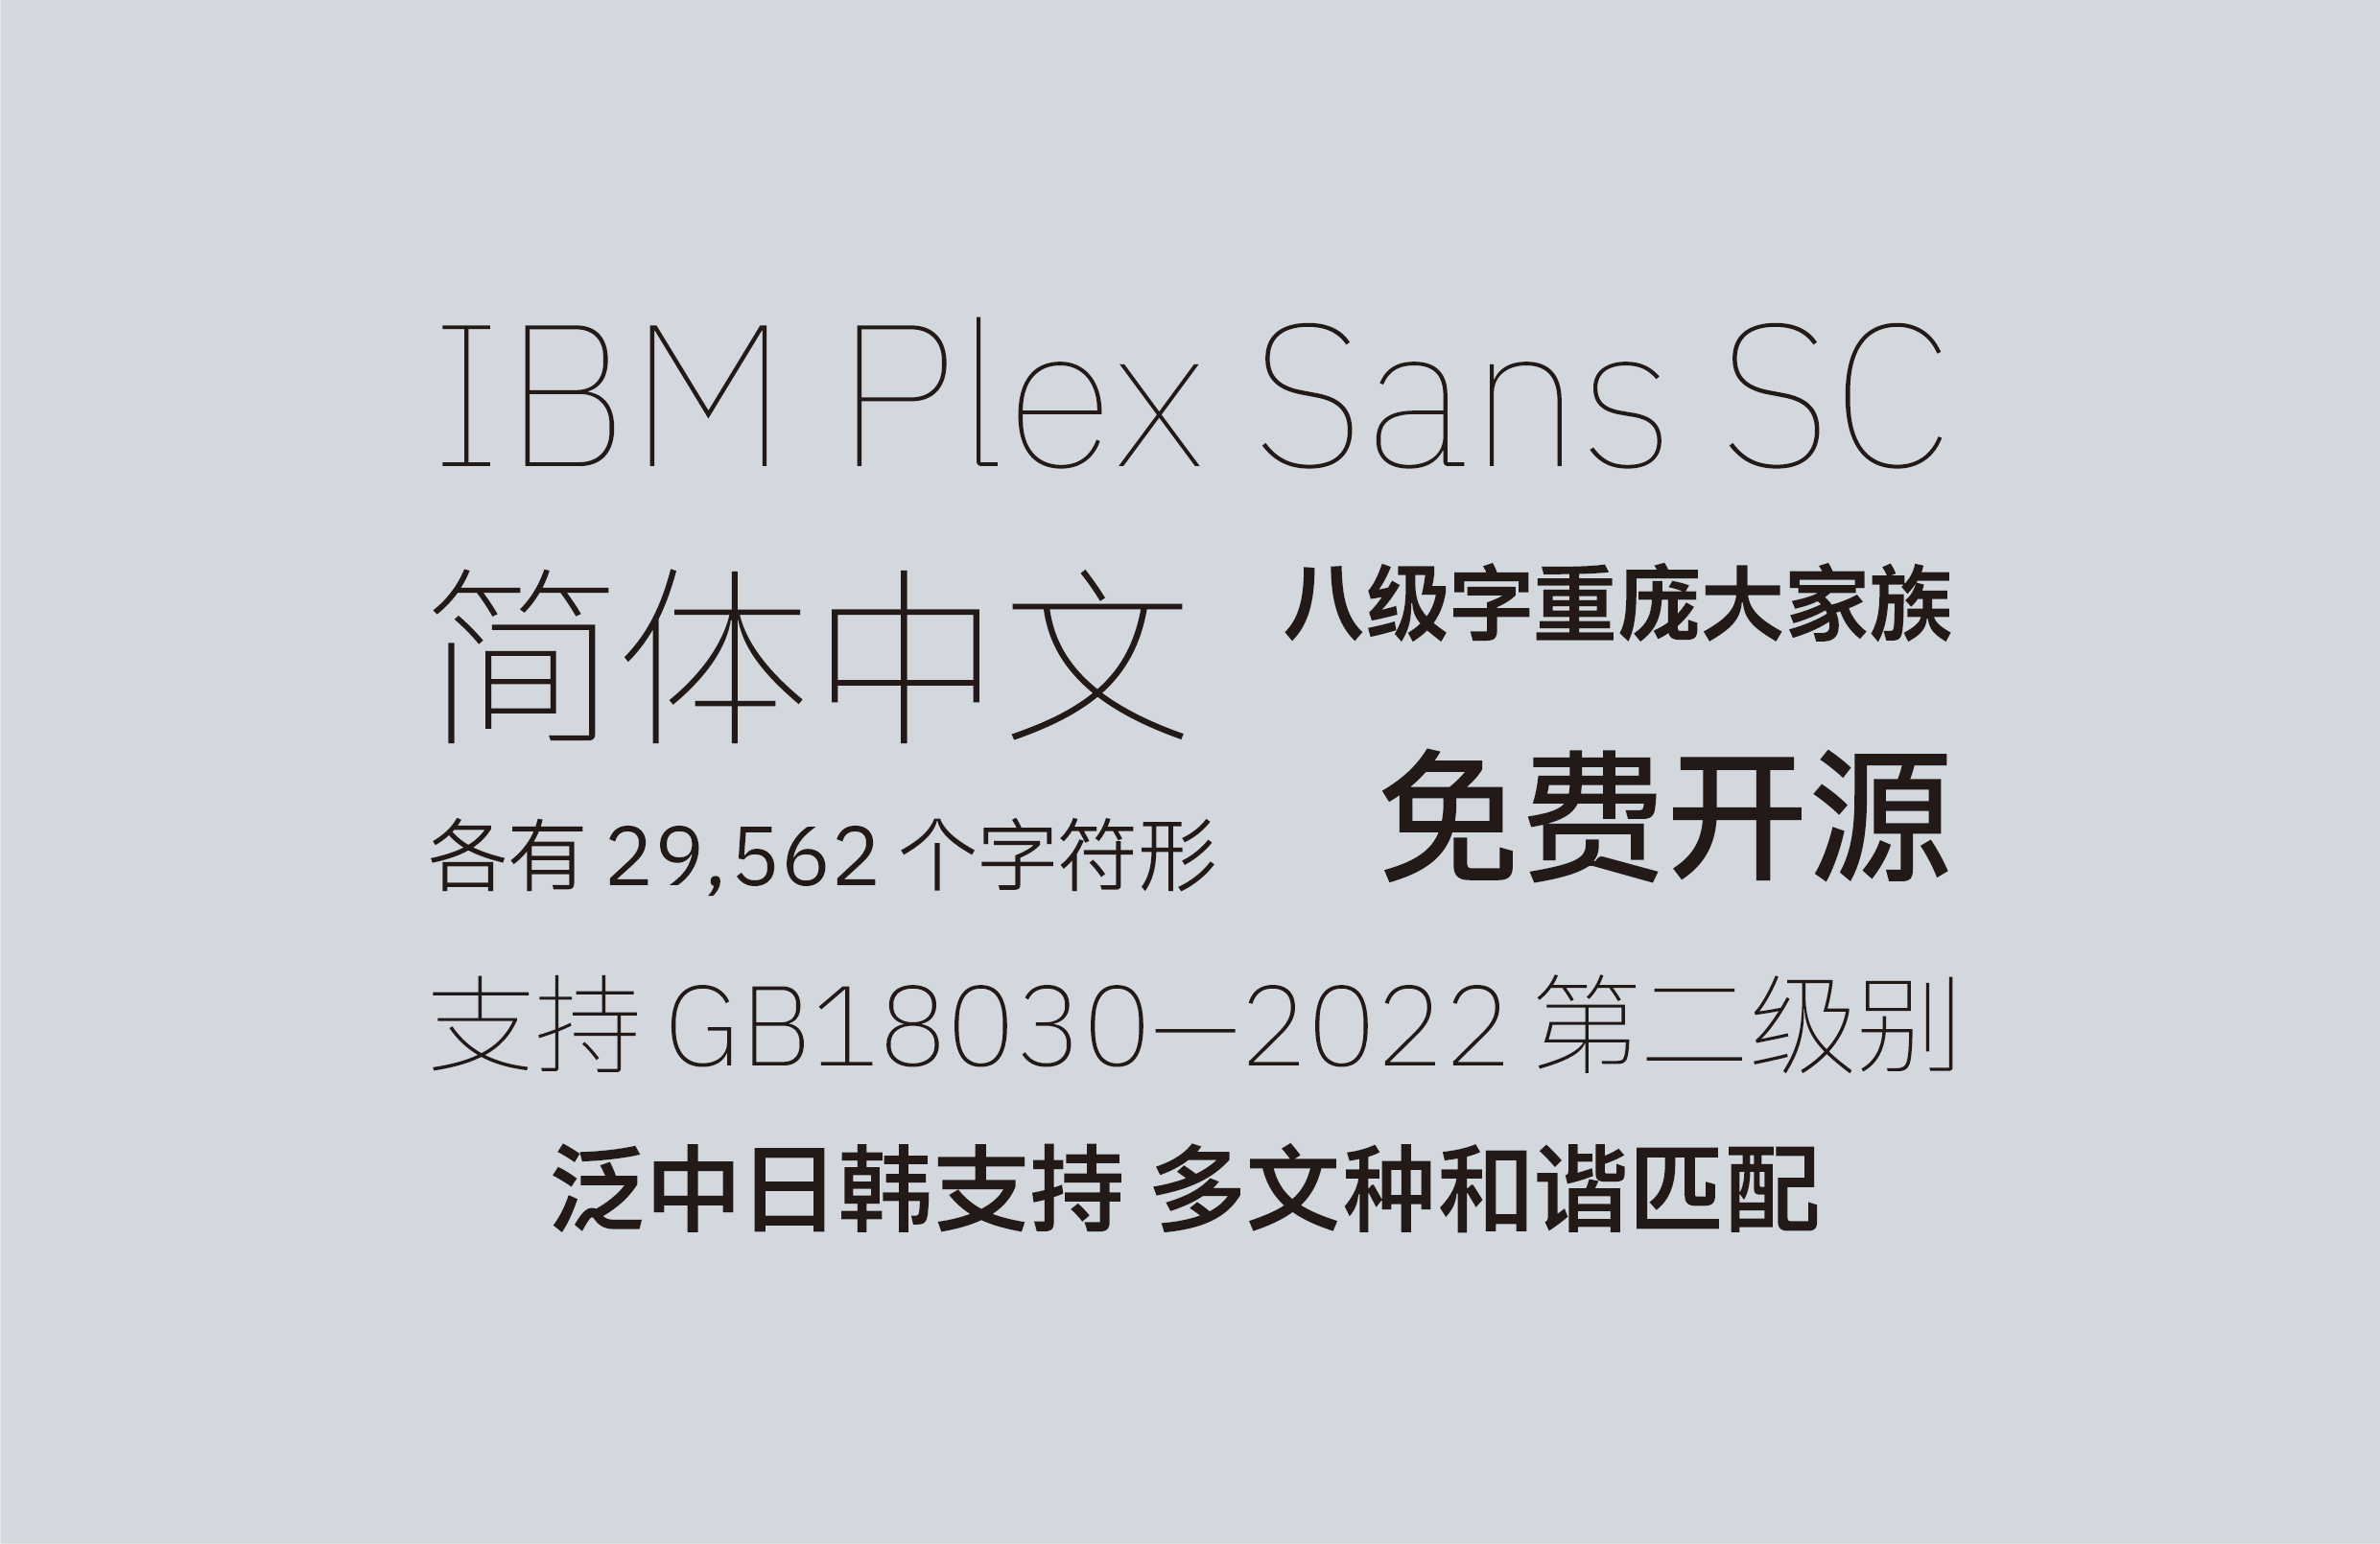 IBM Plex Sans SC
简体中文
八级字重庞大家族
免费开源
各有 29,562 个字符形
支持 GB18030—2022 第二级别
泛中日韩支持 多文种和谐匹配